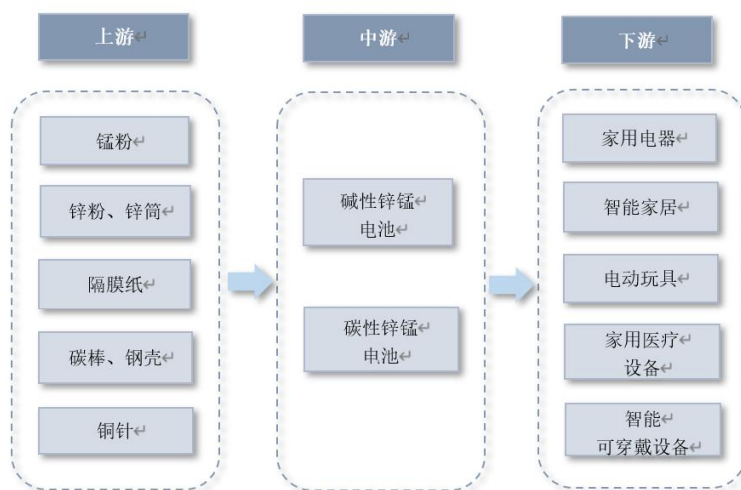 上游
锰粉
锌粉、锌筒
隔膜纸
碳棒、钢壳
铜针
中游
碱性锌锰
电池
碳性锌锰
电池
下游
家用电器
智能家居
电动玩具
家用医疗
设备
智能
可穿戴设备